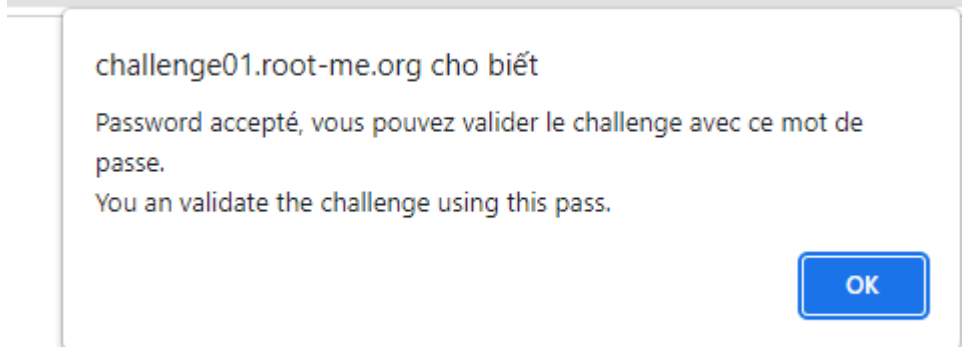 challenge01.root-me.org cho biết
Password accepté, vous pouvez valider le challenge avec ce mot de
passe.
You an validate the challenge using this pass.
OK